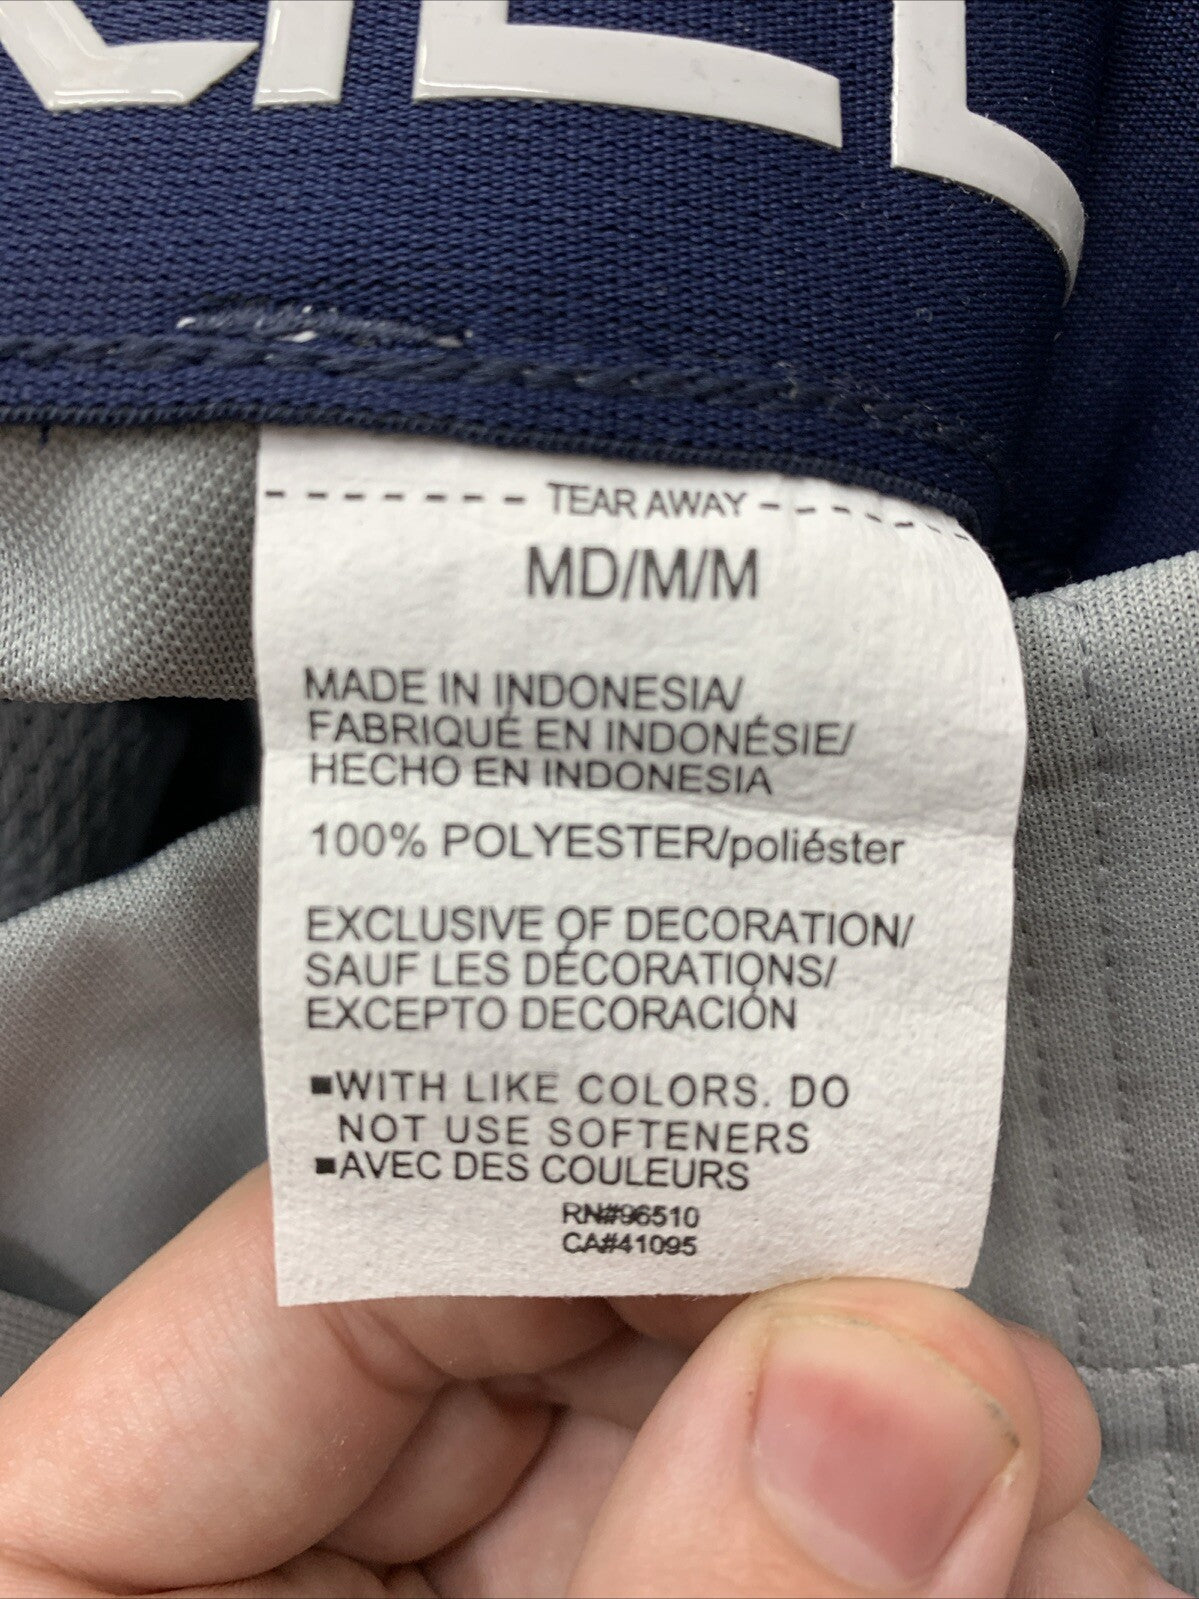 - - - - - - - TEAR AWAY - - - - - -
MD/M/M
MADE IN INDONESIA/
FABRIQUÉ EN INDONÉSIE/
HECHO EN INDONESIA
100% POLYESTER/poliéster
EXCLUSIVE OF DECORATION/
SAUF LES DÉCORATIONS/
EXCEPTO DECORACIÓN
■WITH LIKE COLORS. DO
NOT USE SOFTENERS
■AVEC DES COULEURS
RN#96510
CA#41095